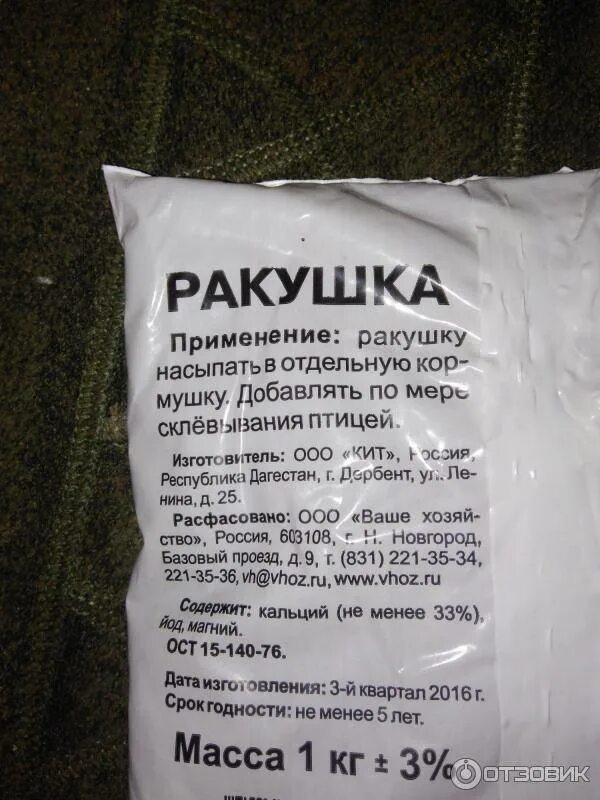 РАКУШКА
Применение: ракушку
насыпать в отдельную кор-
мушку. Добавлять по мере
склёвывания птицей.
Изготовитель: ООО «КИТ», Россия,
Республика Дагестан, г. Дербент, ул. Ле-
нина, д. 25.
Расфасовано: ООО «Ваше хозяй-
ство», Россия, 603108, г. Н. Новгород,
Базовый проезд, д. 9, т. (831) 221-35-34,
221-35-36, vh@vhoz.ru, www.vhoz.ru
Содержит: кальций (не менее 33%),
йод, магний.
ОСТ 15-140-76.
Дата изготовления: 3-й квартал 2016 г.
Срок годности: не менее 5 лет.
Масса 1 кг ± 3%
ОТЗОВИК